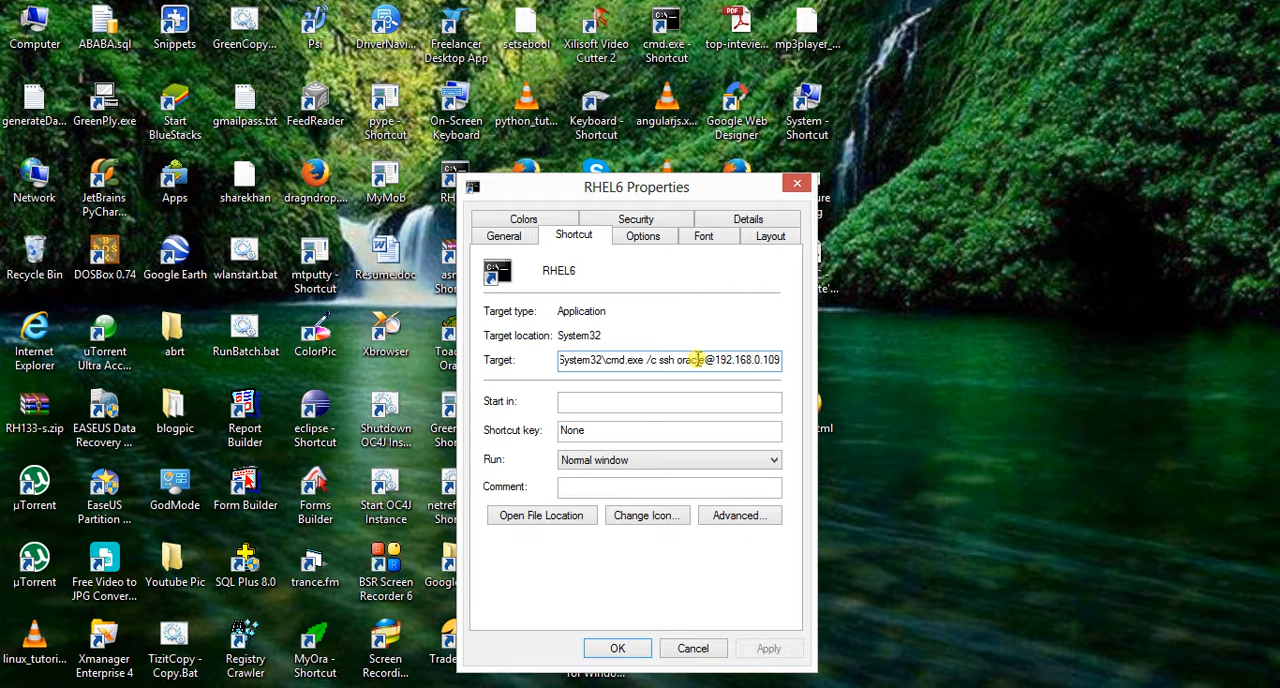 Computer
ABABA.sql
Snippets
GreenCopy...
Psi
DriverNavi...
Freelancer
Desktop App
setsebool
Xilisoft Video
Cutter 2
cmd.exe -
Shortcut
top-intevie...
mp3player_...
generateDa...
GreenPly.exe
Start
BlueStacks
gmailpass.txt
FeedReader
pype -
Shortcut
On-Screen
Keyboard
python_tut...
Keyboard -
Shortcut
angularjs.x...
Google Web
Designer
System -
Shortcut
Network
JetBrains
PyChar...
Apps
sharekhan
dragndrop....
MyMob
Recycle Bin
DOSBox 0.74
Google Earth
wlanstart.bat
mtputty -
Shortcut
Resume.doc
Internet
Explorer
uTorrent
Ultra Acc...
abrt
RunBatch.bat
ColorPic
Xbrowser
RH133-s.zip
EASEUS Data
Recovery ...
blogpic
Report
Builder
eclipse -
Shortcut
Shutdown
OC4J Ins...
µTorrent
EaseUS
Partition ...
GodMode
Form Builder
Forms
Builder
Start OC4J
Instance
µTorrent
Free Video to
JPG Conver...
Youtube Pic
SQL Plus 8.0
trance.fm
BSR Screen
Recorder 6
linux_tutori...
Xmanager
Enterprise 4
TizitCopy -
Copy.Bat
Registry
Crawler
MyOra -
Shortcut
Screen
Recordi...
RHEL6 Properties
Colors
Security
Details
General
Shortcut
Options
Font
Layout
RHEL6
Target type: Application
Target location: System32
Target: System32\cmd.exe /c ssh oracle@192.168.0.109
Start in:
Shortcut key: None
Run: Normal window
Comment:
Open File Location
Change Icon...
Advanced...
OK
Cancel
Apply